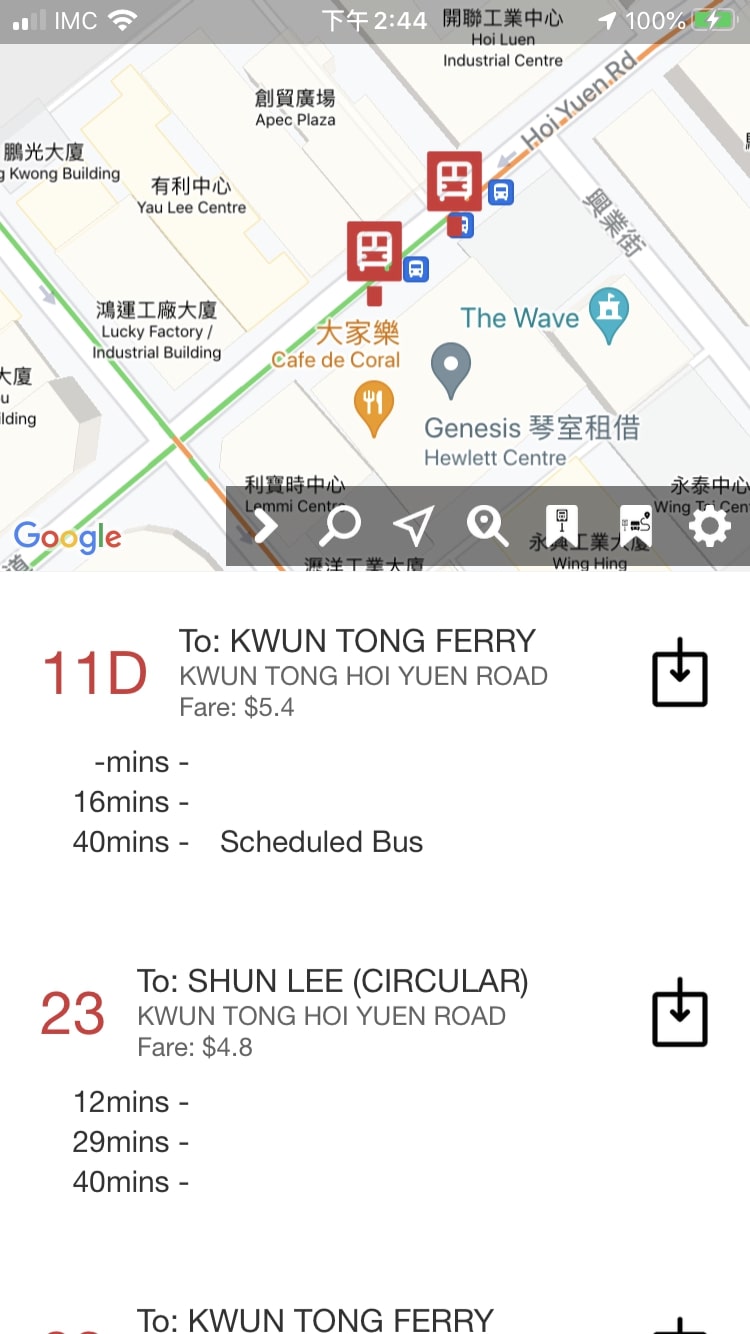 IMC 下午2:44 100%
開聯工業中心
Hoi Luen
Industrial Centre
Hoi Yuen Rd
創貿廣場
Apec Plaza
鵬光大廈
g Kwong Building
有利中心
Yau Lee Centre
興業街
鴻運工廠大廈
Lucky Factory /
Industrial Building
The Wave
大家樂
Cafe de Coral
大廈
u
ilding
Genesis 琴室租借
Hewlett Centre
利寶時中心
Lemmi Centre
永泰中心
Wing Tai Cen
永興工業大廈
Wing Hing
Google
道
瀝洋工業大廈
11D
To: KWUN TONG FERRY
KWUN TONG HOI YUEN ROAD
Fare: $5.4
-mins -
16mins -
40mins - Scheduled Bus
23
To: SHUN LEE (CIRCULAR)
KWUN TONG HOI YUEN ROAD
Fare: $4.8
12mins -
29mins -
40mins -
To: KWUN TONG FERRY